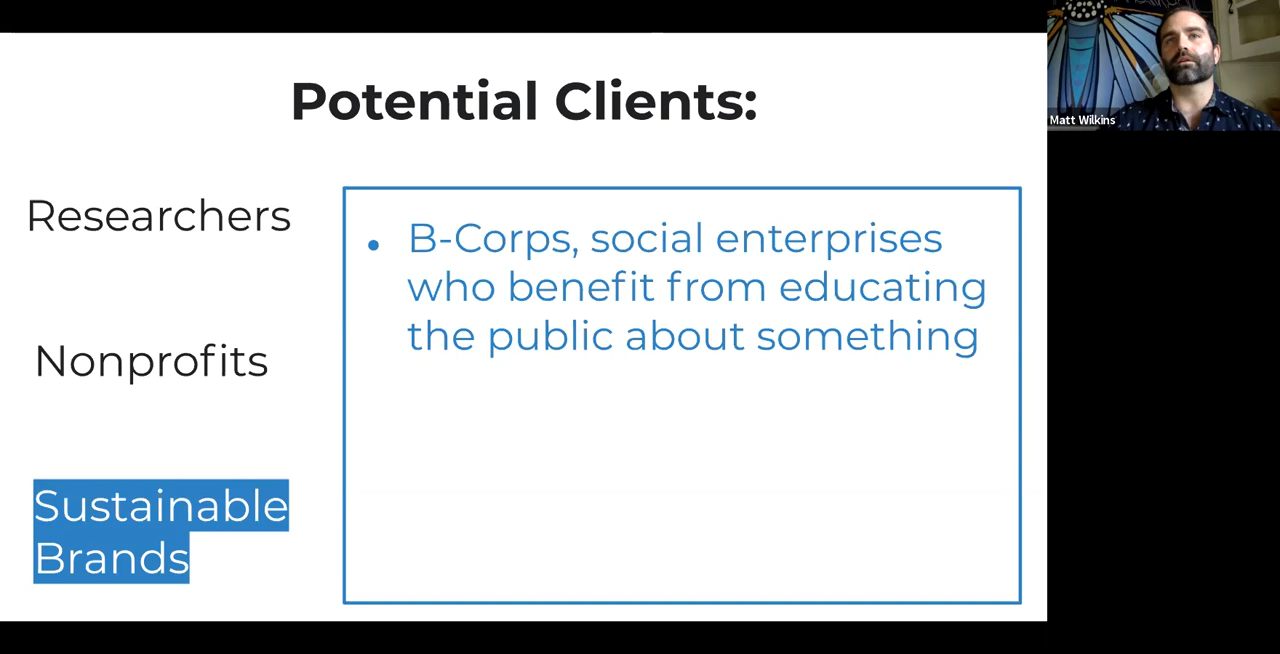 Potential Clients:
Researchers
Nonprofits
Sustainable
Brands
• B-Corps, social enterprises
who benefit from educating
the public about something
Matt Wilkins